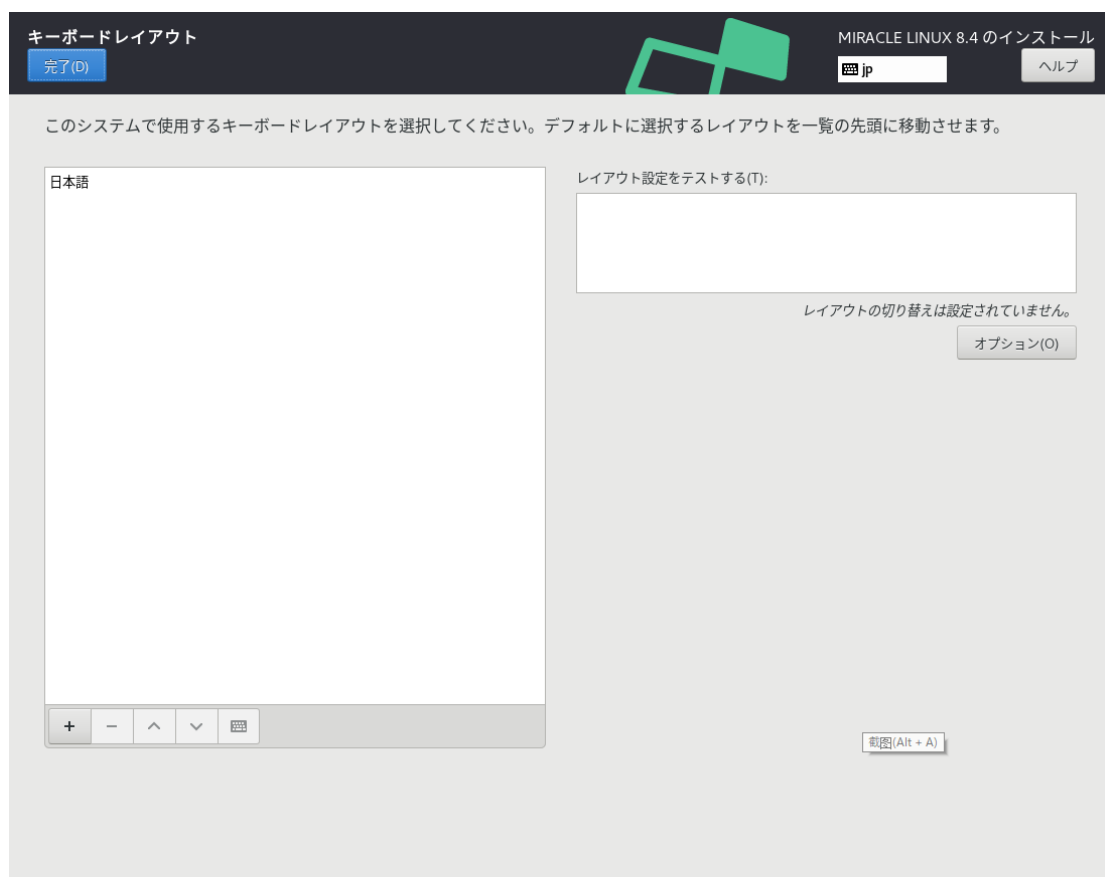 キーボードレイアウト
完了(D)
MIRACLE LINUX 8.4 のインストール
jp
ヘルプ
このシステムで使用するキーボードレイアウトを選択してください。デフォルトに選択するレイアウトを一覧の先頭に移動させます。
日本語
レイアウト設定をテストする(T):
レイアウトの切り替えは設定されていません。
オプション(O)
截图(Alt + A)